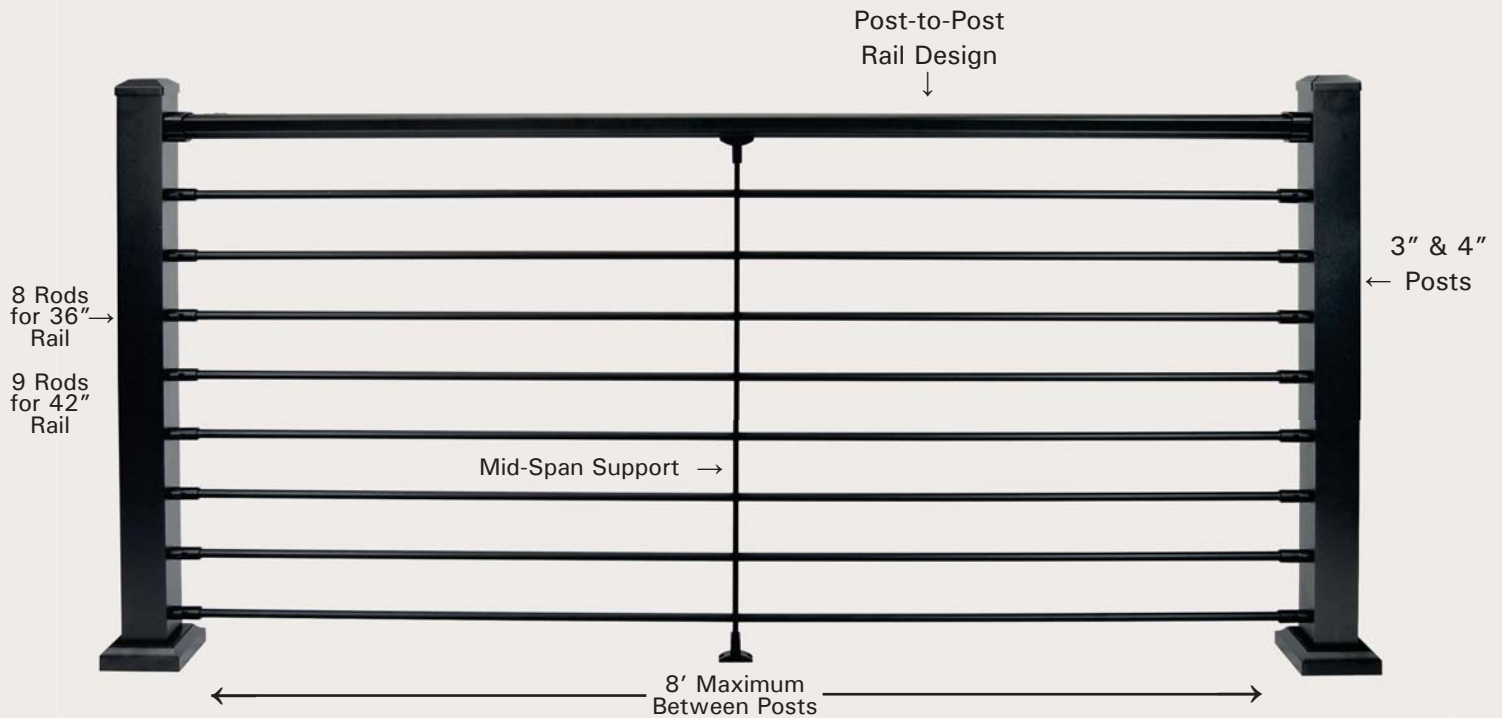 Post-to-Post
Rail Design
↓
3” & 4”
← Posts
8 Rods
for 36” →
Rail
9 Rods
for 42”
Rail
Mid-Span Support →
8’ Maximum
Between Posts